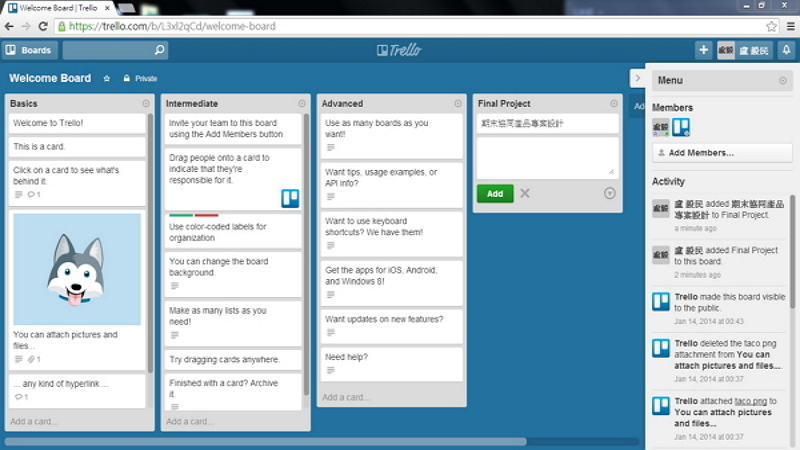 Welcome Board | Trello
https://trello.com/b/L3xl2qCd/welcome-board
Boards
Trello
盧毅民
Welcome Board
Private
Basics
Welcome to Trello!
This is a card.
Click on a card to see what's
behind it.
1
You can attach pictures and
files...
1
... any kind of hyperlink ...
1
Add a card...
Intermediate
Invite your team to this board
using the Add Members button
Drag people onto a card to
indicate that they're
responsible for it.
Use color-coded labels for
organization
You can change the board
background.
Make as many lists as you
need!
Try dragging cards anywhere.
Finished with a card? Archive
it.
Add a card...
Advanced
Use as many boards as you
want!
Want tips, usage examples, or
API info?
Want to use keyboard
shortcuts? We have them!
Get the apps for iOS, Android,
and Windows 8!
Want updates on new features?
Need help?
Add a card...
Final Project
期末協同產品專案設計
Add
Ad
Menu
Members
Add Members...
Activity
盧毅民 added 期末協同產品
專案設計 to Final Project.
a minute ago
盧毅民 added Final Project
to this board.
2 minutes ago
Trello made this board visible
to the public.
Jan 14, 2014 at 00:43
Trello deleted the taco.png
attachment from You can
attach pictures and files...
Jan 14, 2014 at 00:37
Trello attached taco.png to
You can attach pictures
and files...
Jan 14, 2014 at 00:37